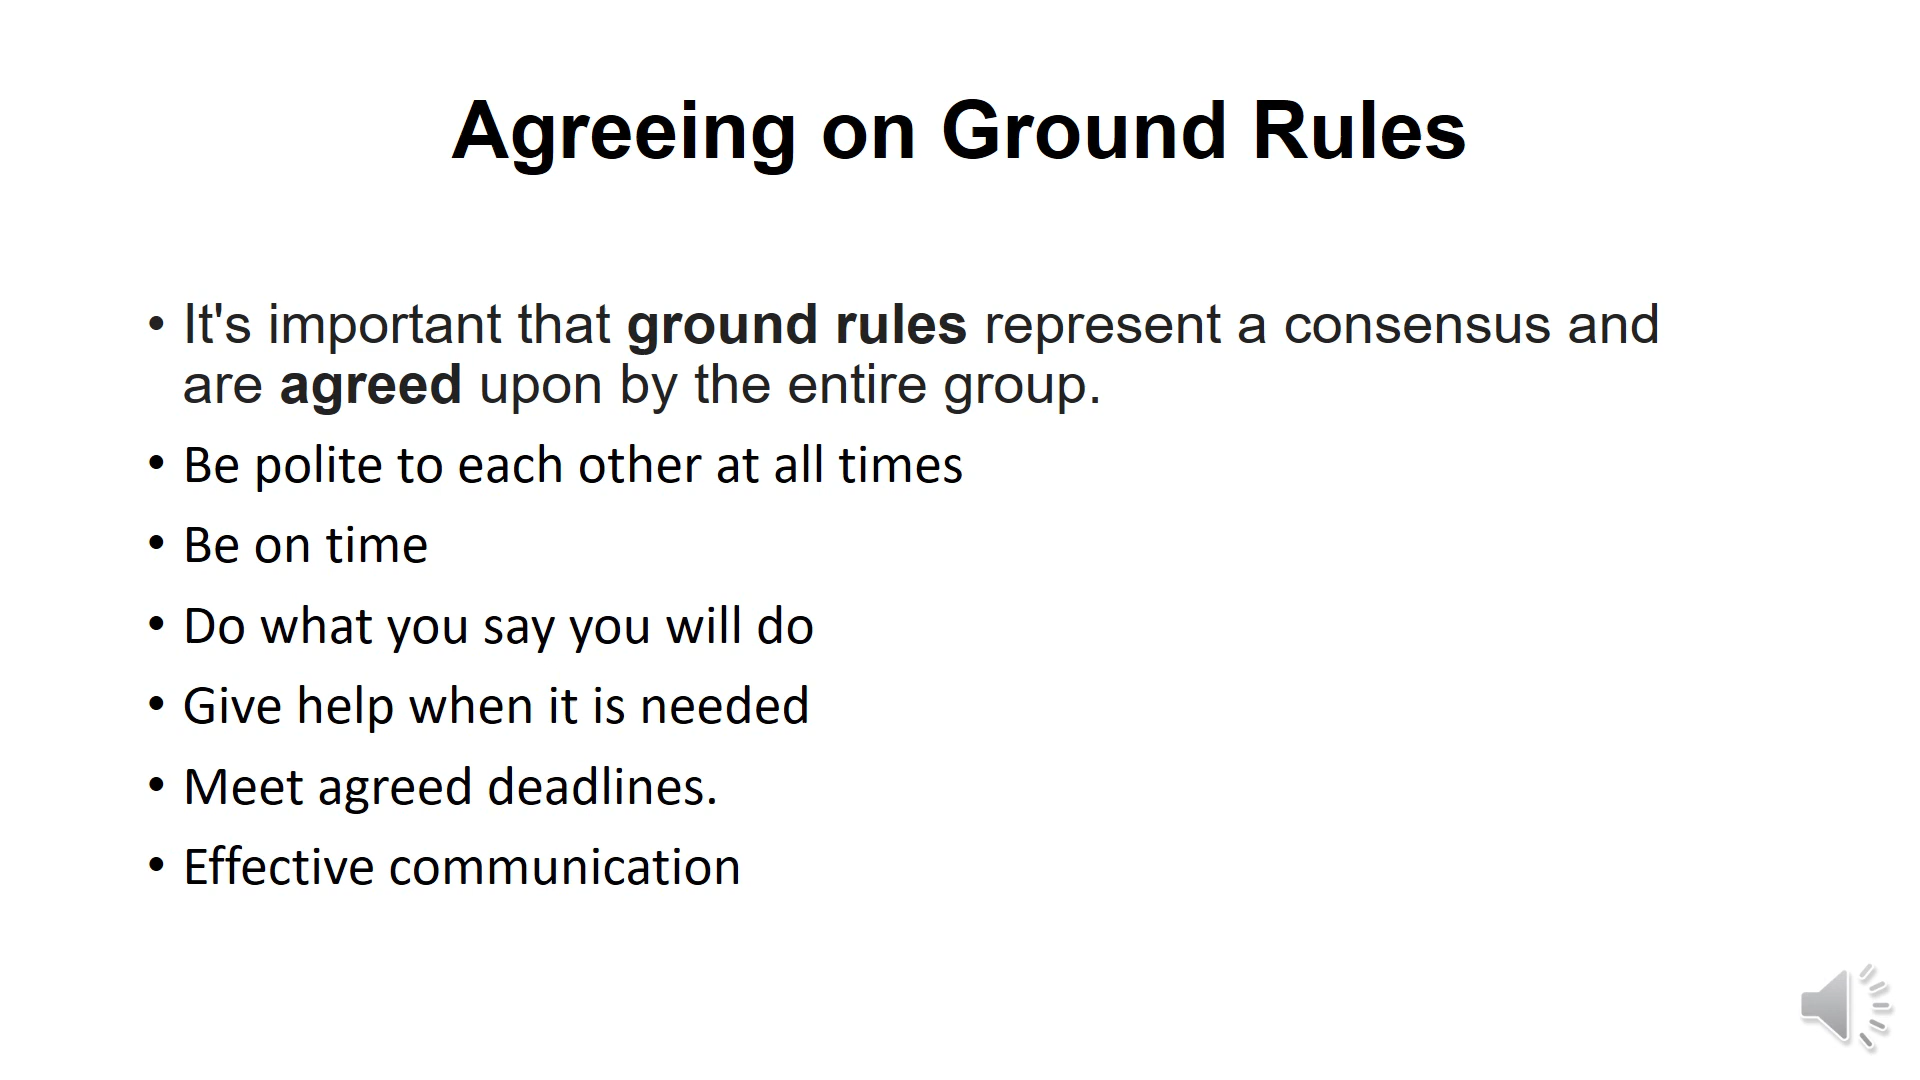 Agreeing on Ground Rules
• It's important that ground rules represent a consensus and
are agreed upon by the entire group.
• Be polite to each other at all times
• Be on time
• Do what you say you will do
• Give help when it is needed
• Meet agreed deadlines.
• Effective communication